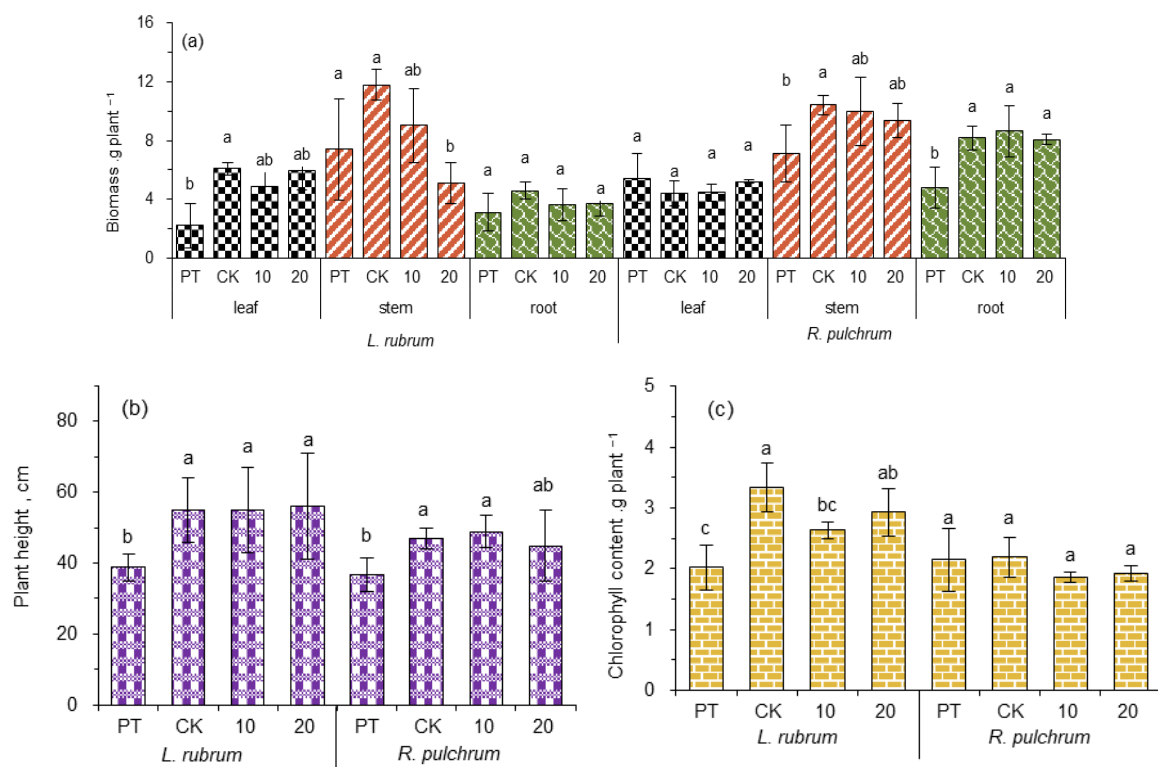 (a)
Biomass .g plant ⁻¹
16
12
8
4
0
b a ab ab a a ab b a a a a a a a a b a ab ab b a a a
PT CK 10 20 PT CK 10 20 PT CK 10 20 PT CK 10 20 PT CK 10 20 PT CK 10 20
leaf stem root leaf stem root
L. rubrum R. pulchrum
(b)
Plant height , cm
80
60
40
20
0
b a a a b a a ab
PT CK 10 20 PT CK 10 20
L. rubrum R. pulchrum
(c)
Chlorophyll content .g plant ⁻¹
5
4
3
2
1
0
c a bc ab a a a a
PT CK 10 20 PT CK 10 20
L. rubrum R. pulchrum